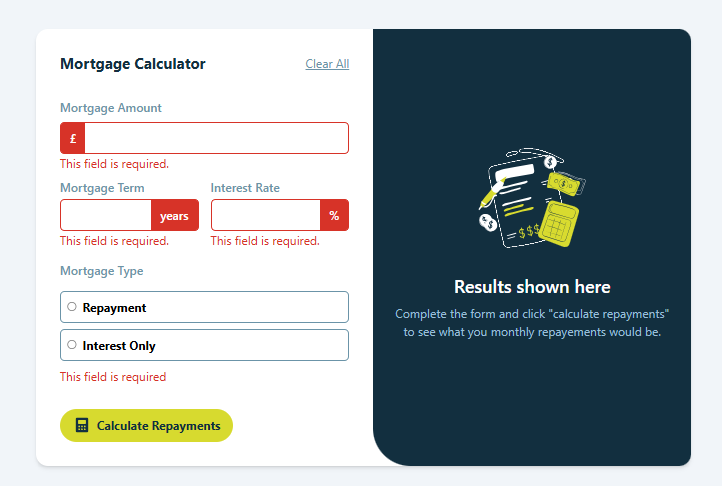 Mortgage Calculator
Clear All
Mortgage Amount
£
This field is required.
Mortgage Term
Interest Rate
years
%
This field is required.
This field is required.
Mortgage Type
Repayment
Interest Only
This field is required
Calculate Repayments
$
$
$$$
Results shown here
Complete the form and click "calculate repayments"
to see what you monthly repayements would be.